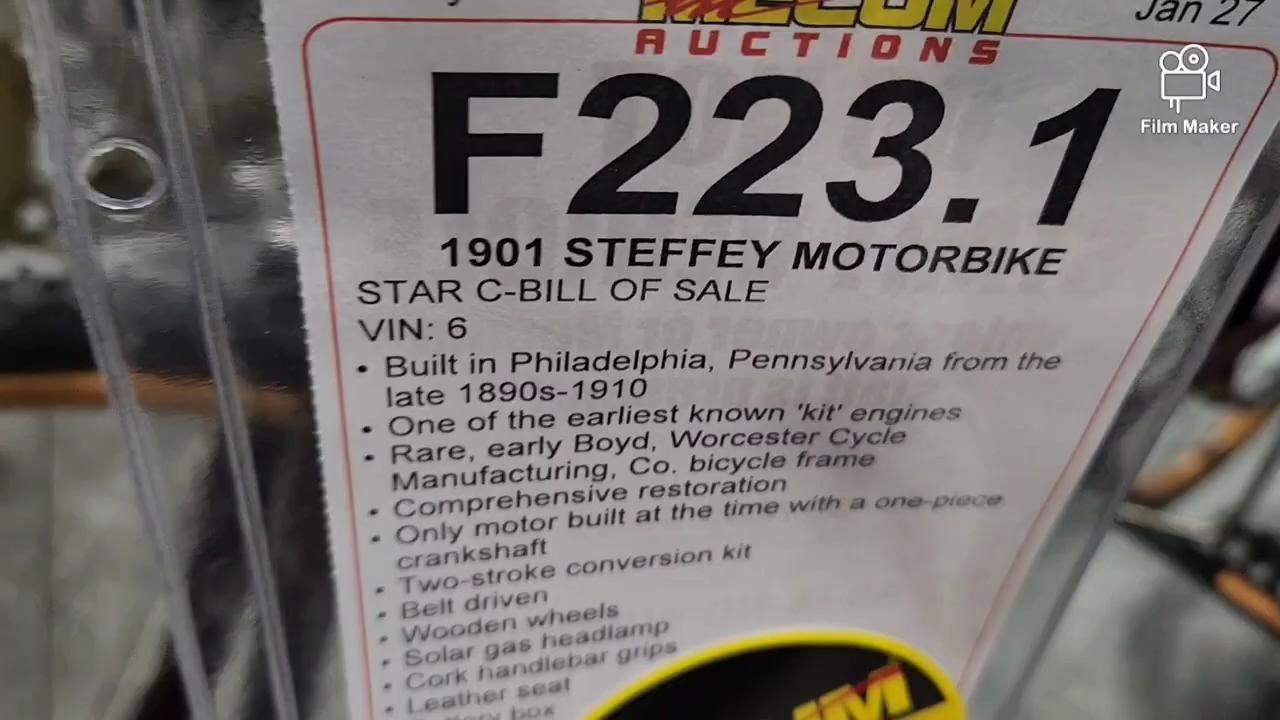 Jan 27
MECUM
AUCTIONS
F223.1
1901 STEFFEY MOTORBIKE
STAR C-BILL OF SALE
VIN: 6
• Built in Philadelphia, Pennsylvania from the
late 1890s-1910
• One of the earliest known 'kit' engines
• Rare, early Boyd, Worcester Cycle
Manufacturing, Co. bicycle frame
• Comprehensive restoration
• Only motor built at the time with a one-piece
crankshaft
• Two-stroke conversion kit
• Belt driven
• Wooden wheels
• Solar gas headlamp
• Cork handlebar grips
• Leather seat
box
Film Maker